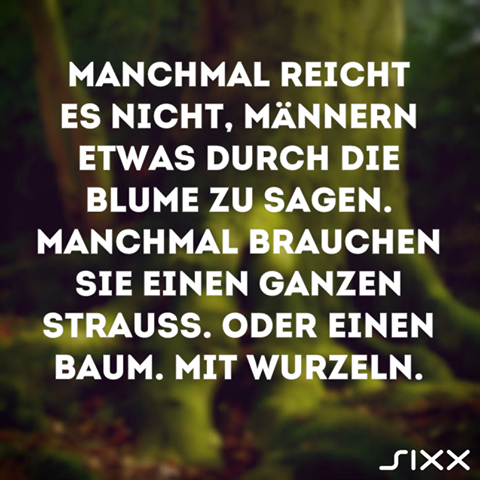 MANCHMAL REICHT
ES NICHT, MÄNNERN
ETWAS DURCH DIE
BLUME ZU SAGEN.
MANCHMAL BRAUCHEN
SIE EINEN GANZEN
STRAUSS. ODER EINEN
BAUM. MIT WURZELN.
SIXX